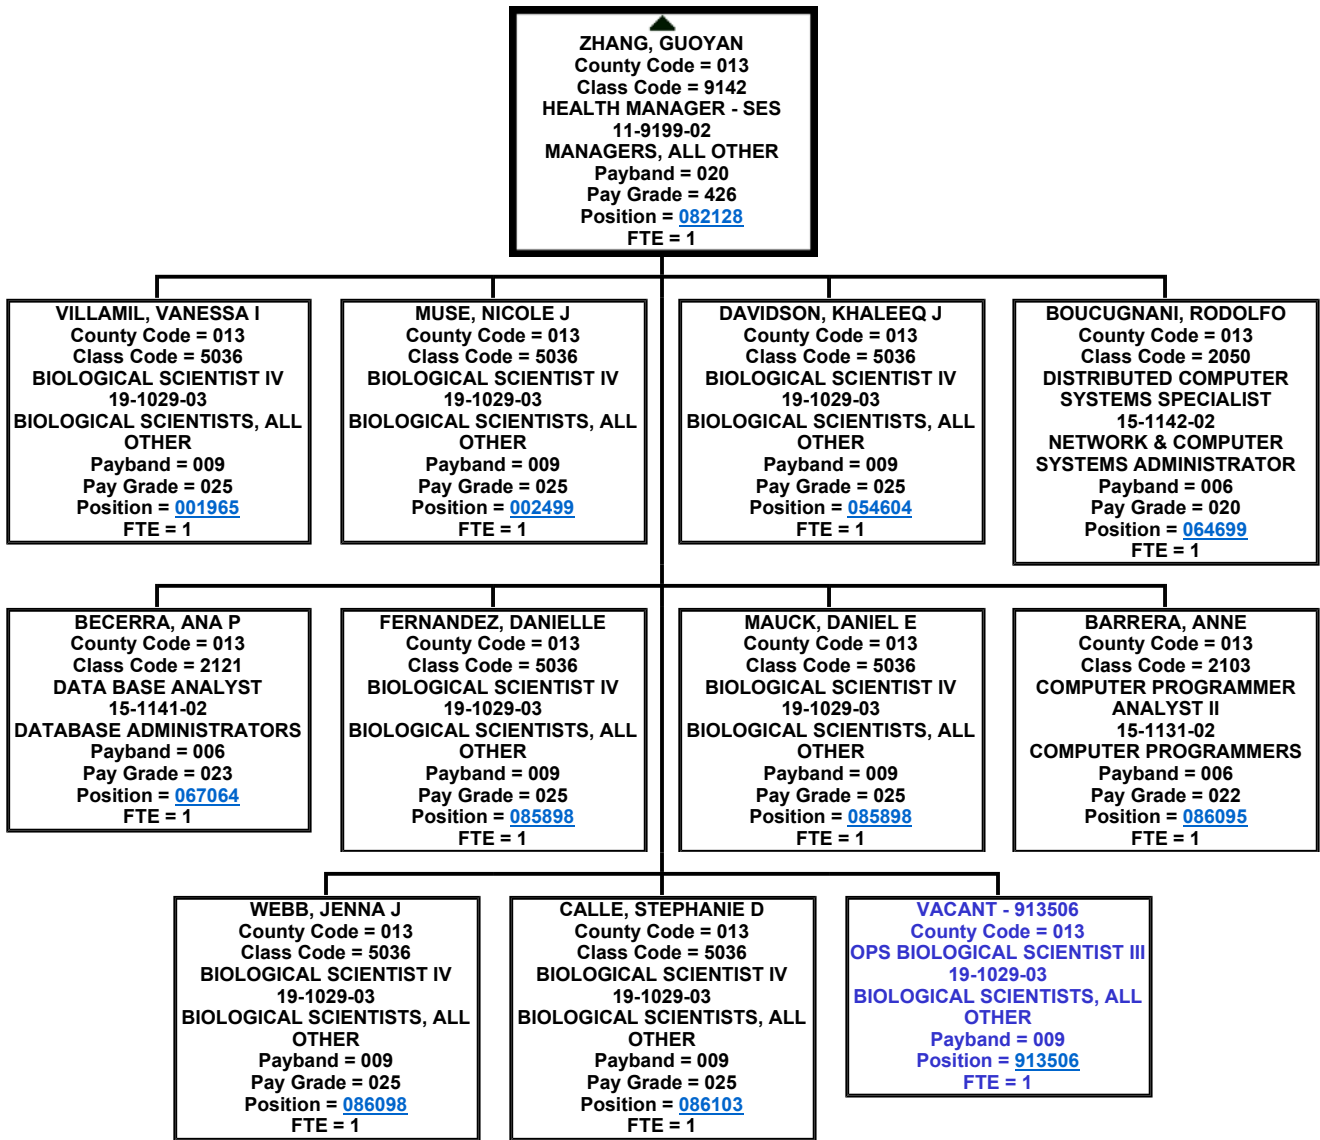 ZHANG, GUOYAN
County Code = 013
Class Code = 9142
HEALTH MANAGER - SES
11-9199-02
MANAGERS, ALL OTHER
Payband = 020
Pay Grade = 426
Position = 082128
FTE = 1
VILLAMIL, VANESSA I
County Code = 013
Class Code = 5036
BIOLOGICAL SCIENTIST IV
19-1029-03
BIOLOGICAL SCIENTISTS, ALL
OTHER
Payband = 009
Pay Grade = 025
Position = 001965
FTE = 1
MUSE, NICOLE J
County Code = 013
Class Code = 5036
BIOLOGICAL SCIENTIST IV
19-1029-03
BIOLOGICAL SCIENTISTS, ALL
OTHER
Payband = 009
Pay Grade = 025
Position = 002499
FTE = 1
DAVIDSON, KHALEEQ J
County Code = 013
Class Code = 5036
BIOLOGICAL SCIENTIST IV
19-1029-03
BIOLOGICAL SCIENTISTS, ALL
OTHER
Payband = 009
Pay Grade = 025
Position = 054604
FTE = 1
BOUCUGNANI, RODOLFO
County Code = 013
Class Code = 2050
DISTRIBUTED COMPUTER
SYSTEMS SPECIALIST
15-1142-02
NETWORK & COMPUTER
SYSTEMS ADMINISTRATOR
Payband = 006
Pay Grade = 020
Position = 064699
FTE = 1
BECERRA, ANA P
County Code = 013
Class Code = 2121
DATA BASE ANALYST
15-1141-02
DATABASE ADMINISTRATORS
Payband = 006
Pay Grade = 023
Position = 067064
FTE = 1
FERNANDEZ, DANIELLE
County Code = 013
Class Code = 5036
BIOLOGICAL SCIENTIST IV
19-1029-03
BIOLOGICAL SCIENTISTS, ALL
OTHER
Payband = 009
Pay Grade = 025
Position = 085898
FTE = 1
MAUCK, DANIEL E
County Code = 013
Class Code = 5036
BIOLOGICAL SCIENTIST IV
19-1029-03
BIOLOGICAL SCIENTISTS, ALL
OTHER
Payband = 009
Pay Grade = 025
Position = 085898
FTE = 1
BARRERA, ANNE
County Code = 013
Class Code = 2103
COMPUTER PROGRAMMER
ANALYST II
15-1131-02
COMPUTER PROGRAMMERS
Payband = 006
Pay Grade = 022
Position = 086095
FTE = 1
WEBB, JENNA J
County Code = 013
Class Code = 5036
BIOLOGICAL SCIENTIST IV
19-1029-03
BIOLOGICAL SCIENTISTS, ALL
OTHER
Payband = 009
Pay Grade = 025
Position = 086098
FTE = 1
CALLE, STEPHANIE D
County Code = 013
Class Code = 5036
BIOLOGICAL SCIENTIST IV
19-1029-03
BIOLOGICAL SCIENTISTS, ALL
OTHER
Payband = 009
Pay Grade = 025
Position = 086103
FTE = 1
VACANT - 913506
County Code = 013
OPS BIOLOGICAL SCIENTIST III
19-1029-03
BIOLOGICAL SCIENTISTS, ALL
OTHER
Payband = 009
Position = 913506
FTE = 1